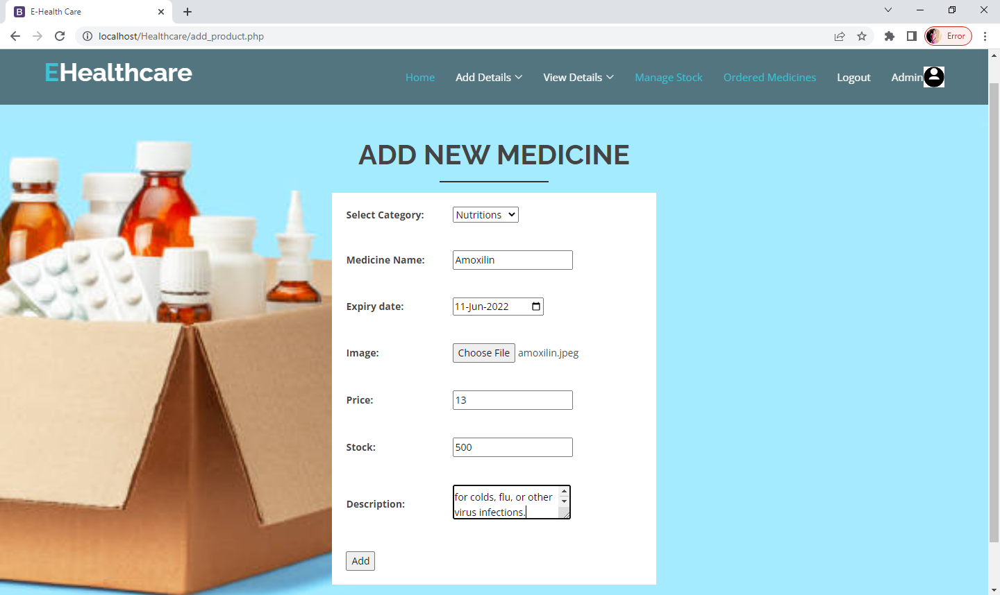 E-Health Care
localhost/Healthcare/add_product.php
Error
EHealthcare
Home Add Details View Details Manage Stock Ordered Medicines Logout Admin
ADD NEW MEDICINE
Select Category: Nutritions
Medicine Name: Amoxilin
Expiry date: 11-Jun-2022
Image: Choose File amoxilin.jpeg
Price: 13
Stock: 500
Description: for colds, flu, or other
virus infections.
Add